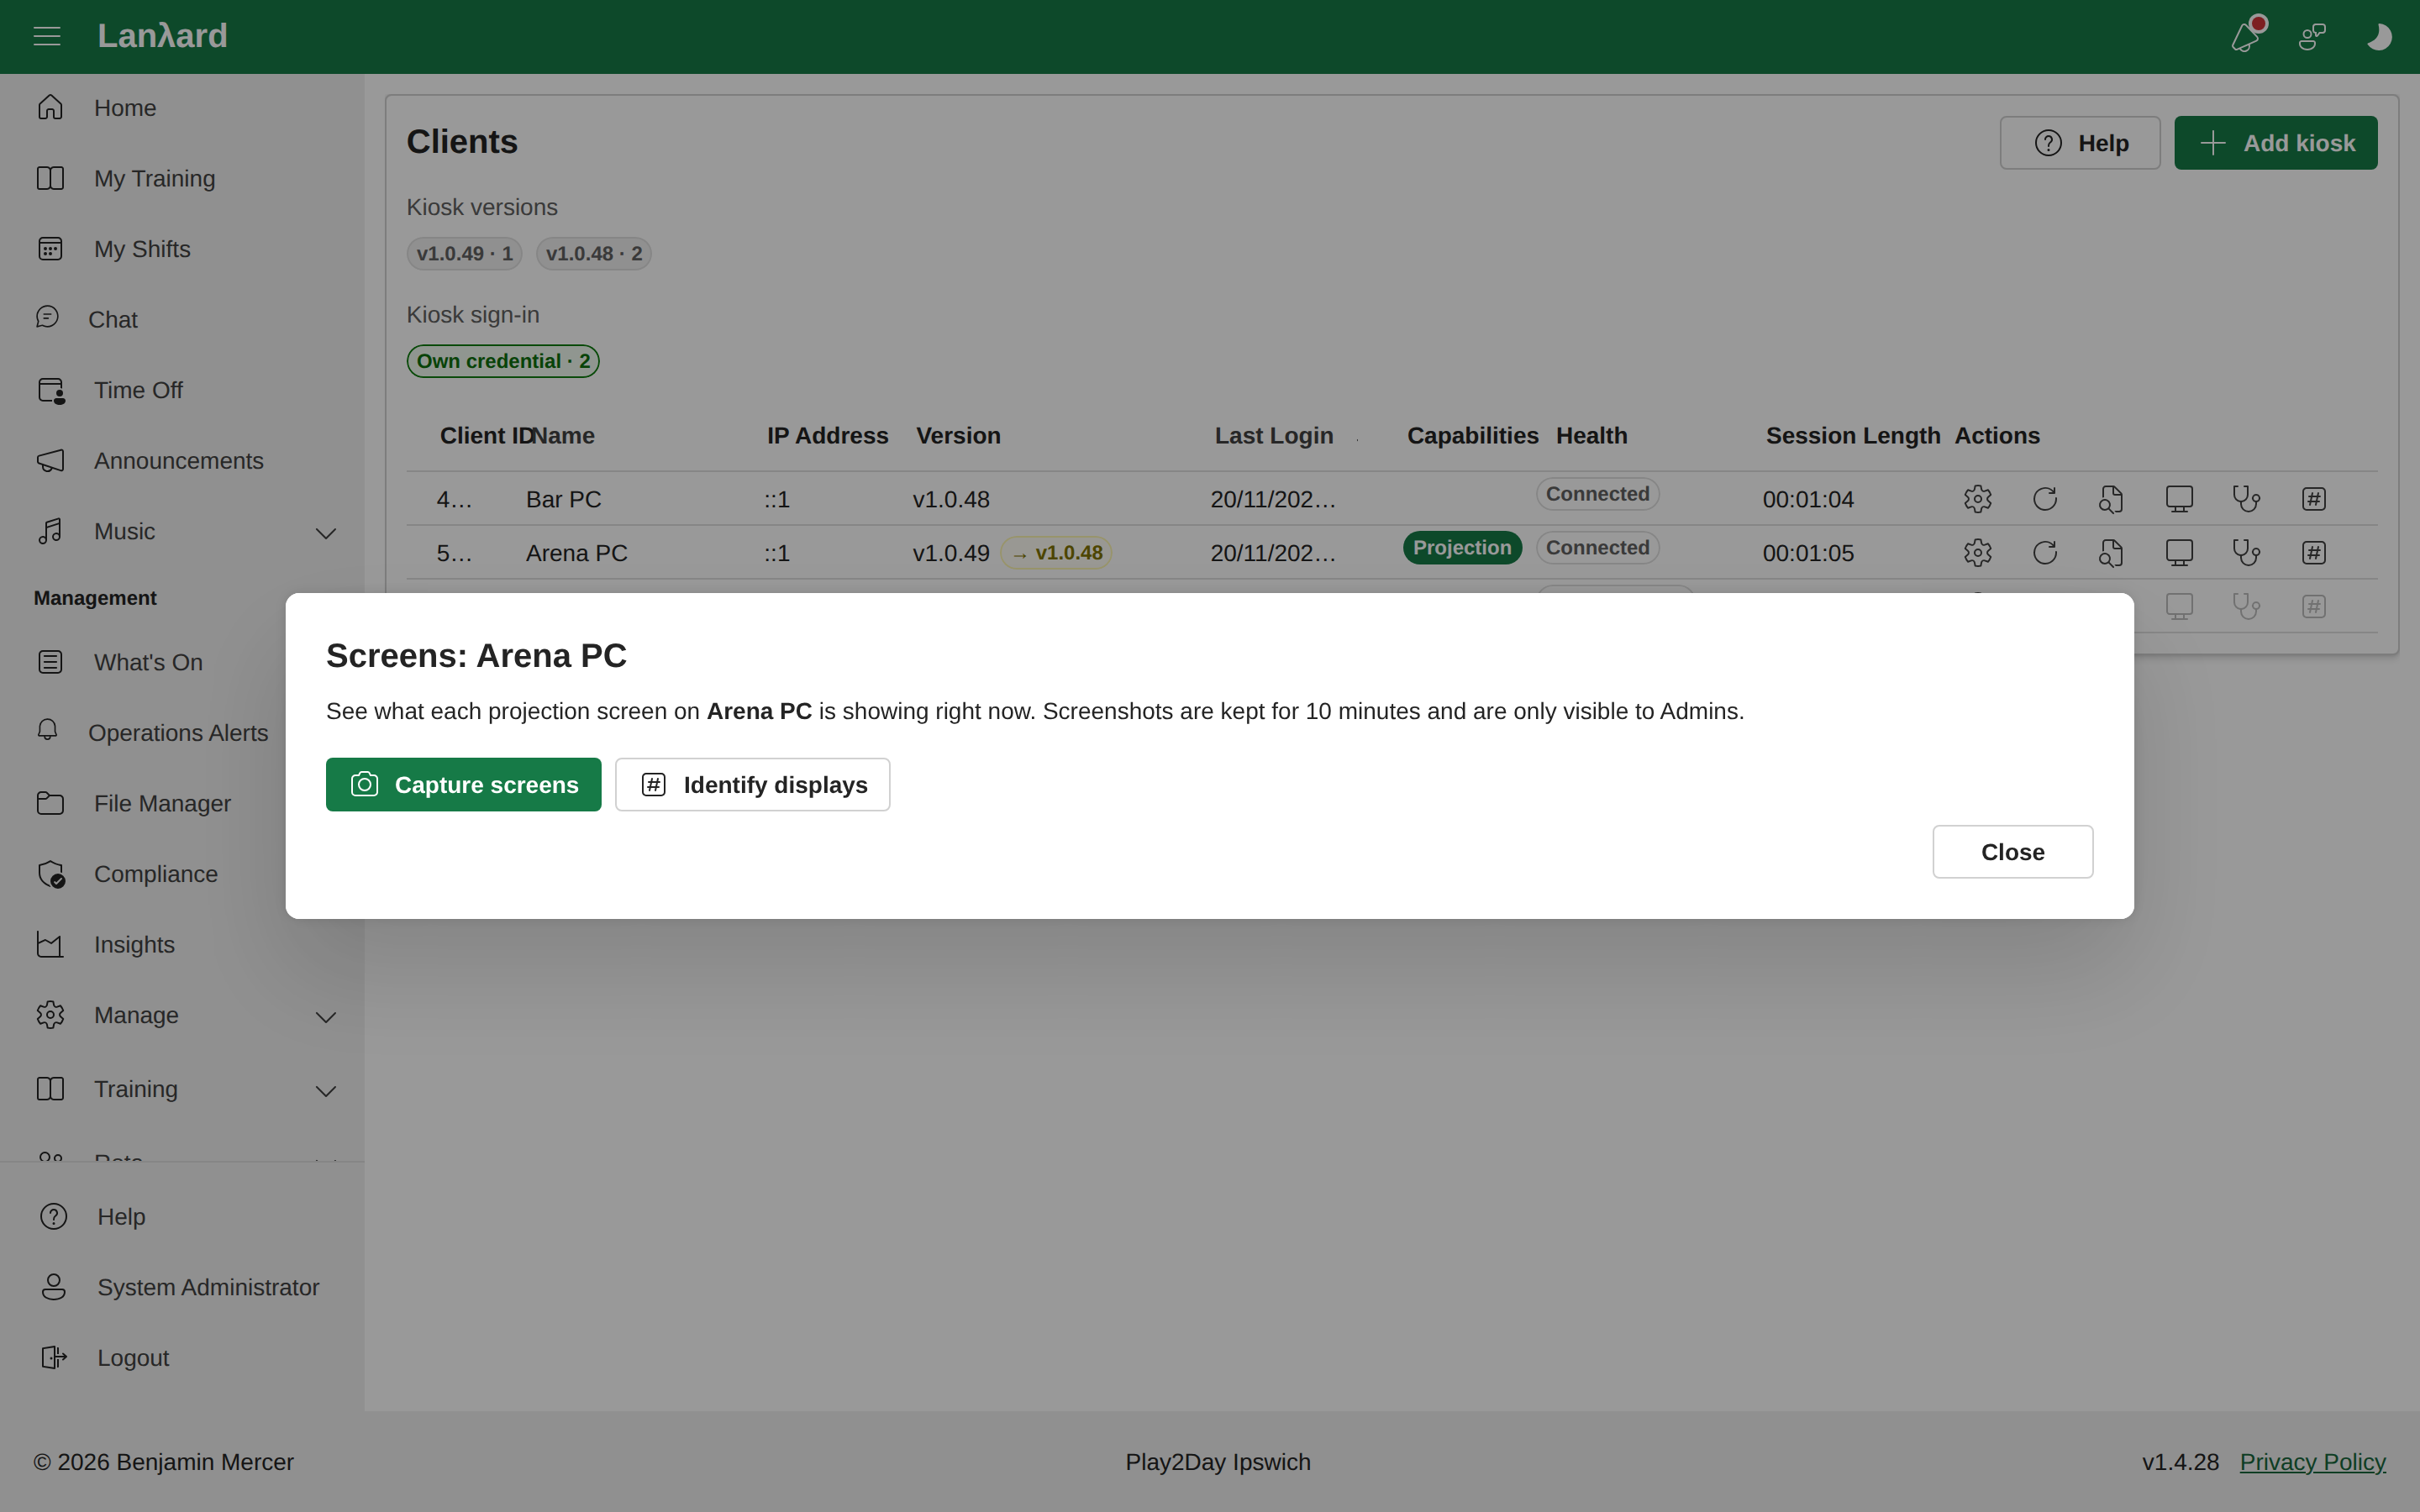 Lanλard
Home
My Training
My Shifts
Chat
Time Off
Announcements
Music
Management
What's On
Operations Alerts
File Manager
Compliance
Insights
Manage
Training
Help
System Administrator
Logout
Clients
Help
Add kiosk
Kiosk versions
v1.0.49 · 1
v1.0.48 · 2
Kiosk sign-in
Own credential · 2
Client ID Name IP Address Version Last Login Capabilities Health Session Length Actions
4… Bar PC ::1 v1.0.48 20/11/202… Connected 00:01:04
5… Arena PC ::1 v1.0.49 → v1.0.48 20/11/202… Projection Connected 00:01:05
Screens: Arena PC
See what each projection screen on Arena PC is showing right now. Screenshots are kept for 10 minutes and are only visible to Admins.
Capture screens
Identify displays
Close
© 2026 Benjamin Mercer
Play2Day Ipswich
v1.4.28 Privacy Policy